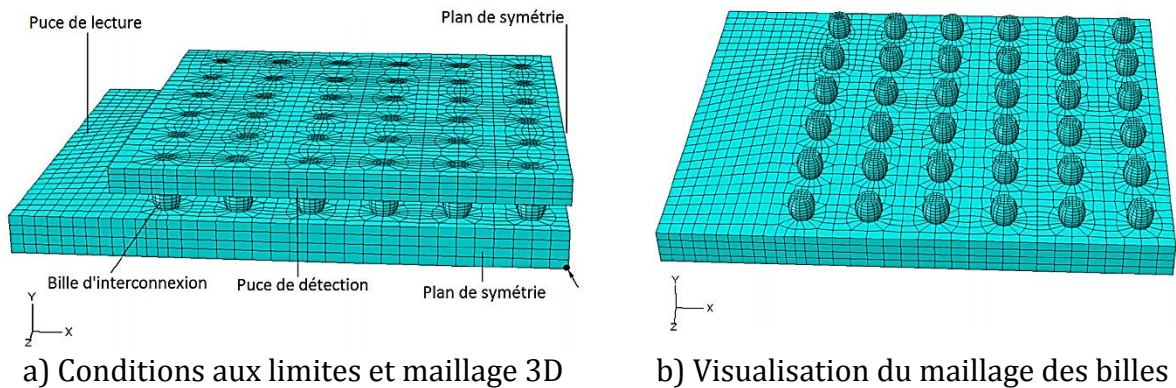 Puce de lecture
Plan de symétrie
Bille d'interconnexion
Puce de détection
Plan de symétrie
Y
X
Z
a) Conditions aux limites et maillage 3D
Y
X
Z
b) Visualisation du maillage des billes